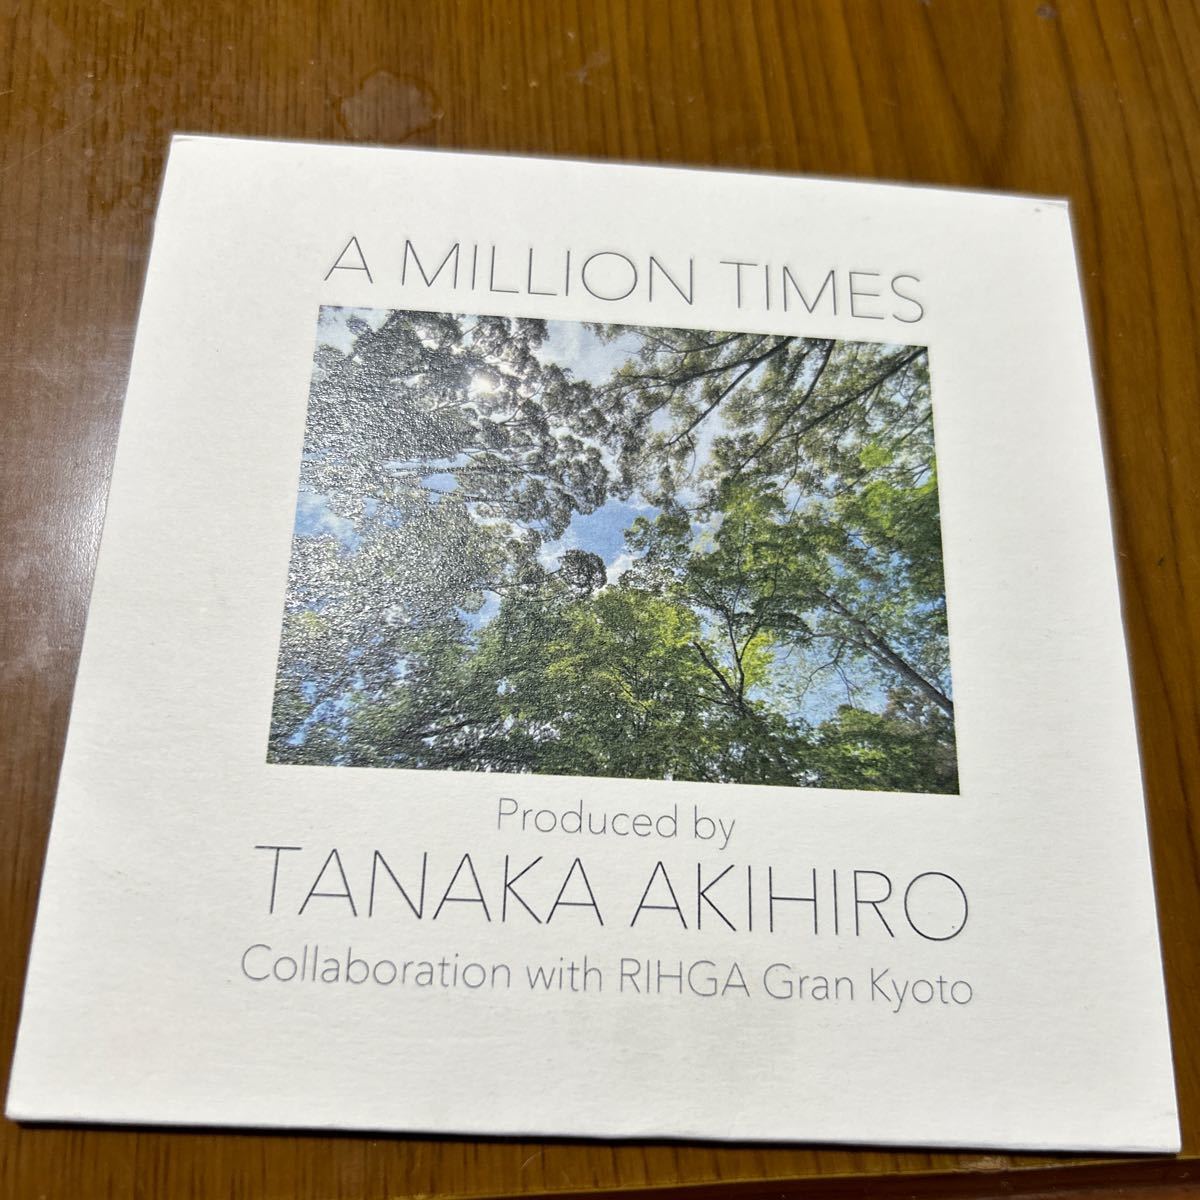 A MILLION TIMES
Produced by
TANAKA AKIHIRO
Collaboration with RIHGA Gran Kyoto